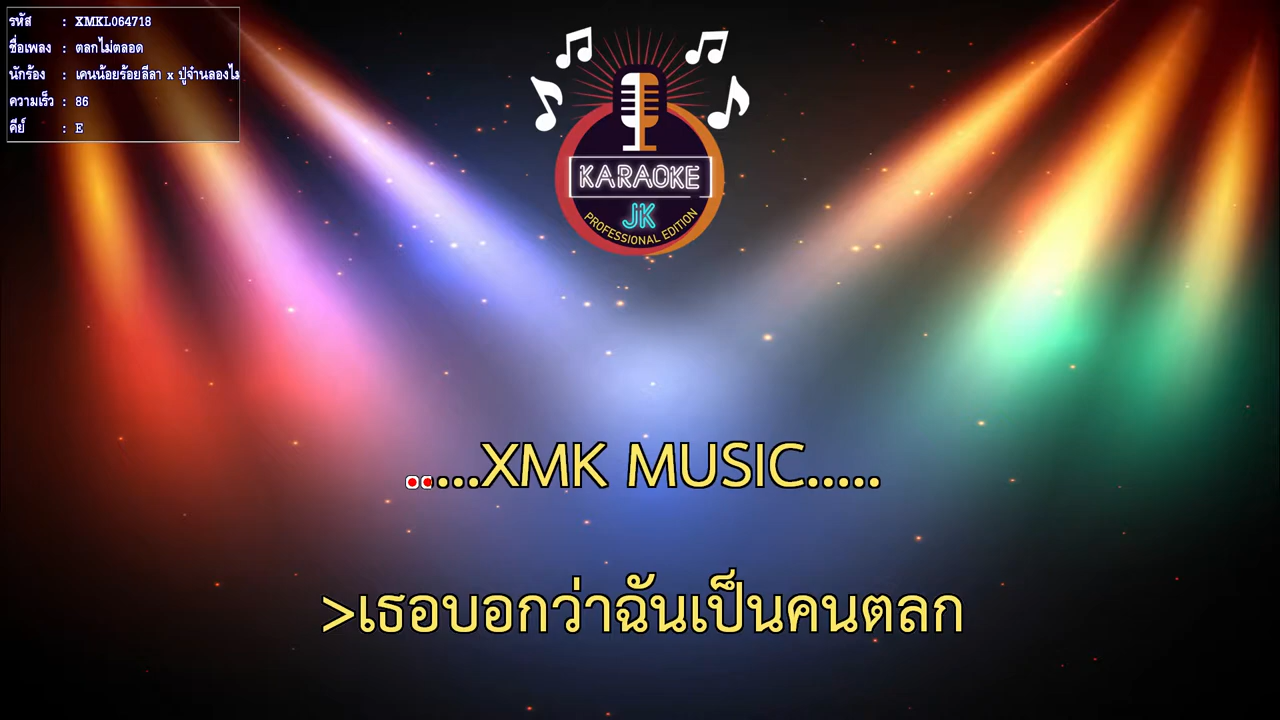 รหัส : XMKL064718
ชื่อเพลง : ตลกไม่ตลอด
นักร้อง : เคนน้อยร้อยลีลา x ปู่จ๋านลองไม
ความเร็ว : 86
คีย์ : E
KARAOKE
JK
PROFESSIONAL EDITION
.....XMK MUSIC.....
>เธอบอกว่าฉันเป็นคนตลก